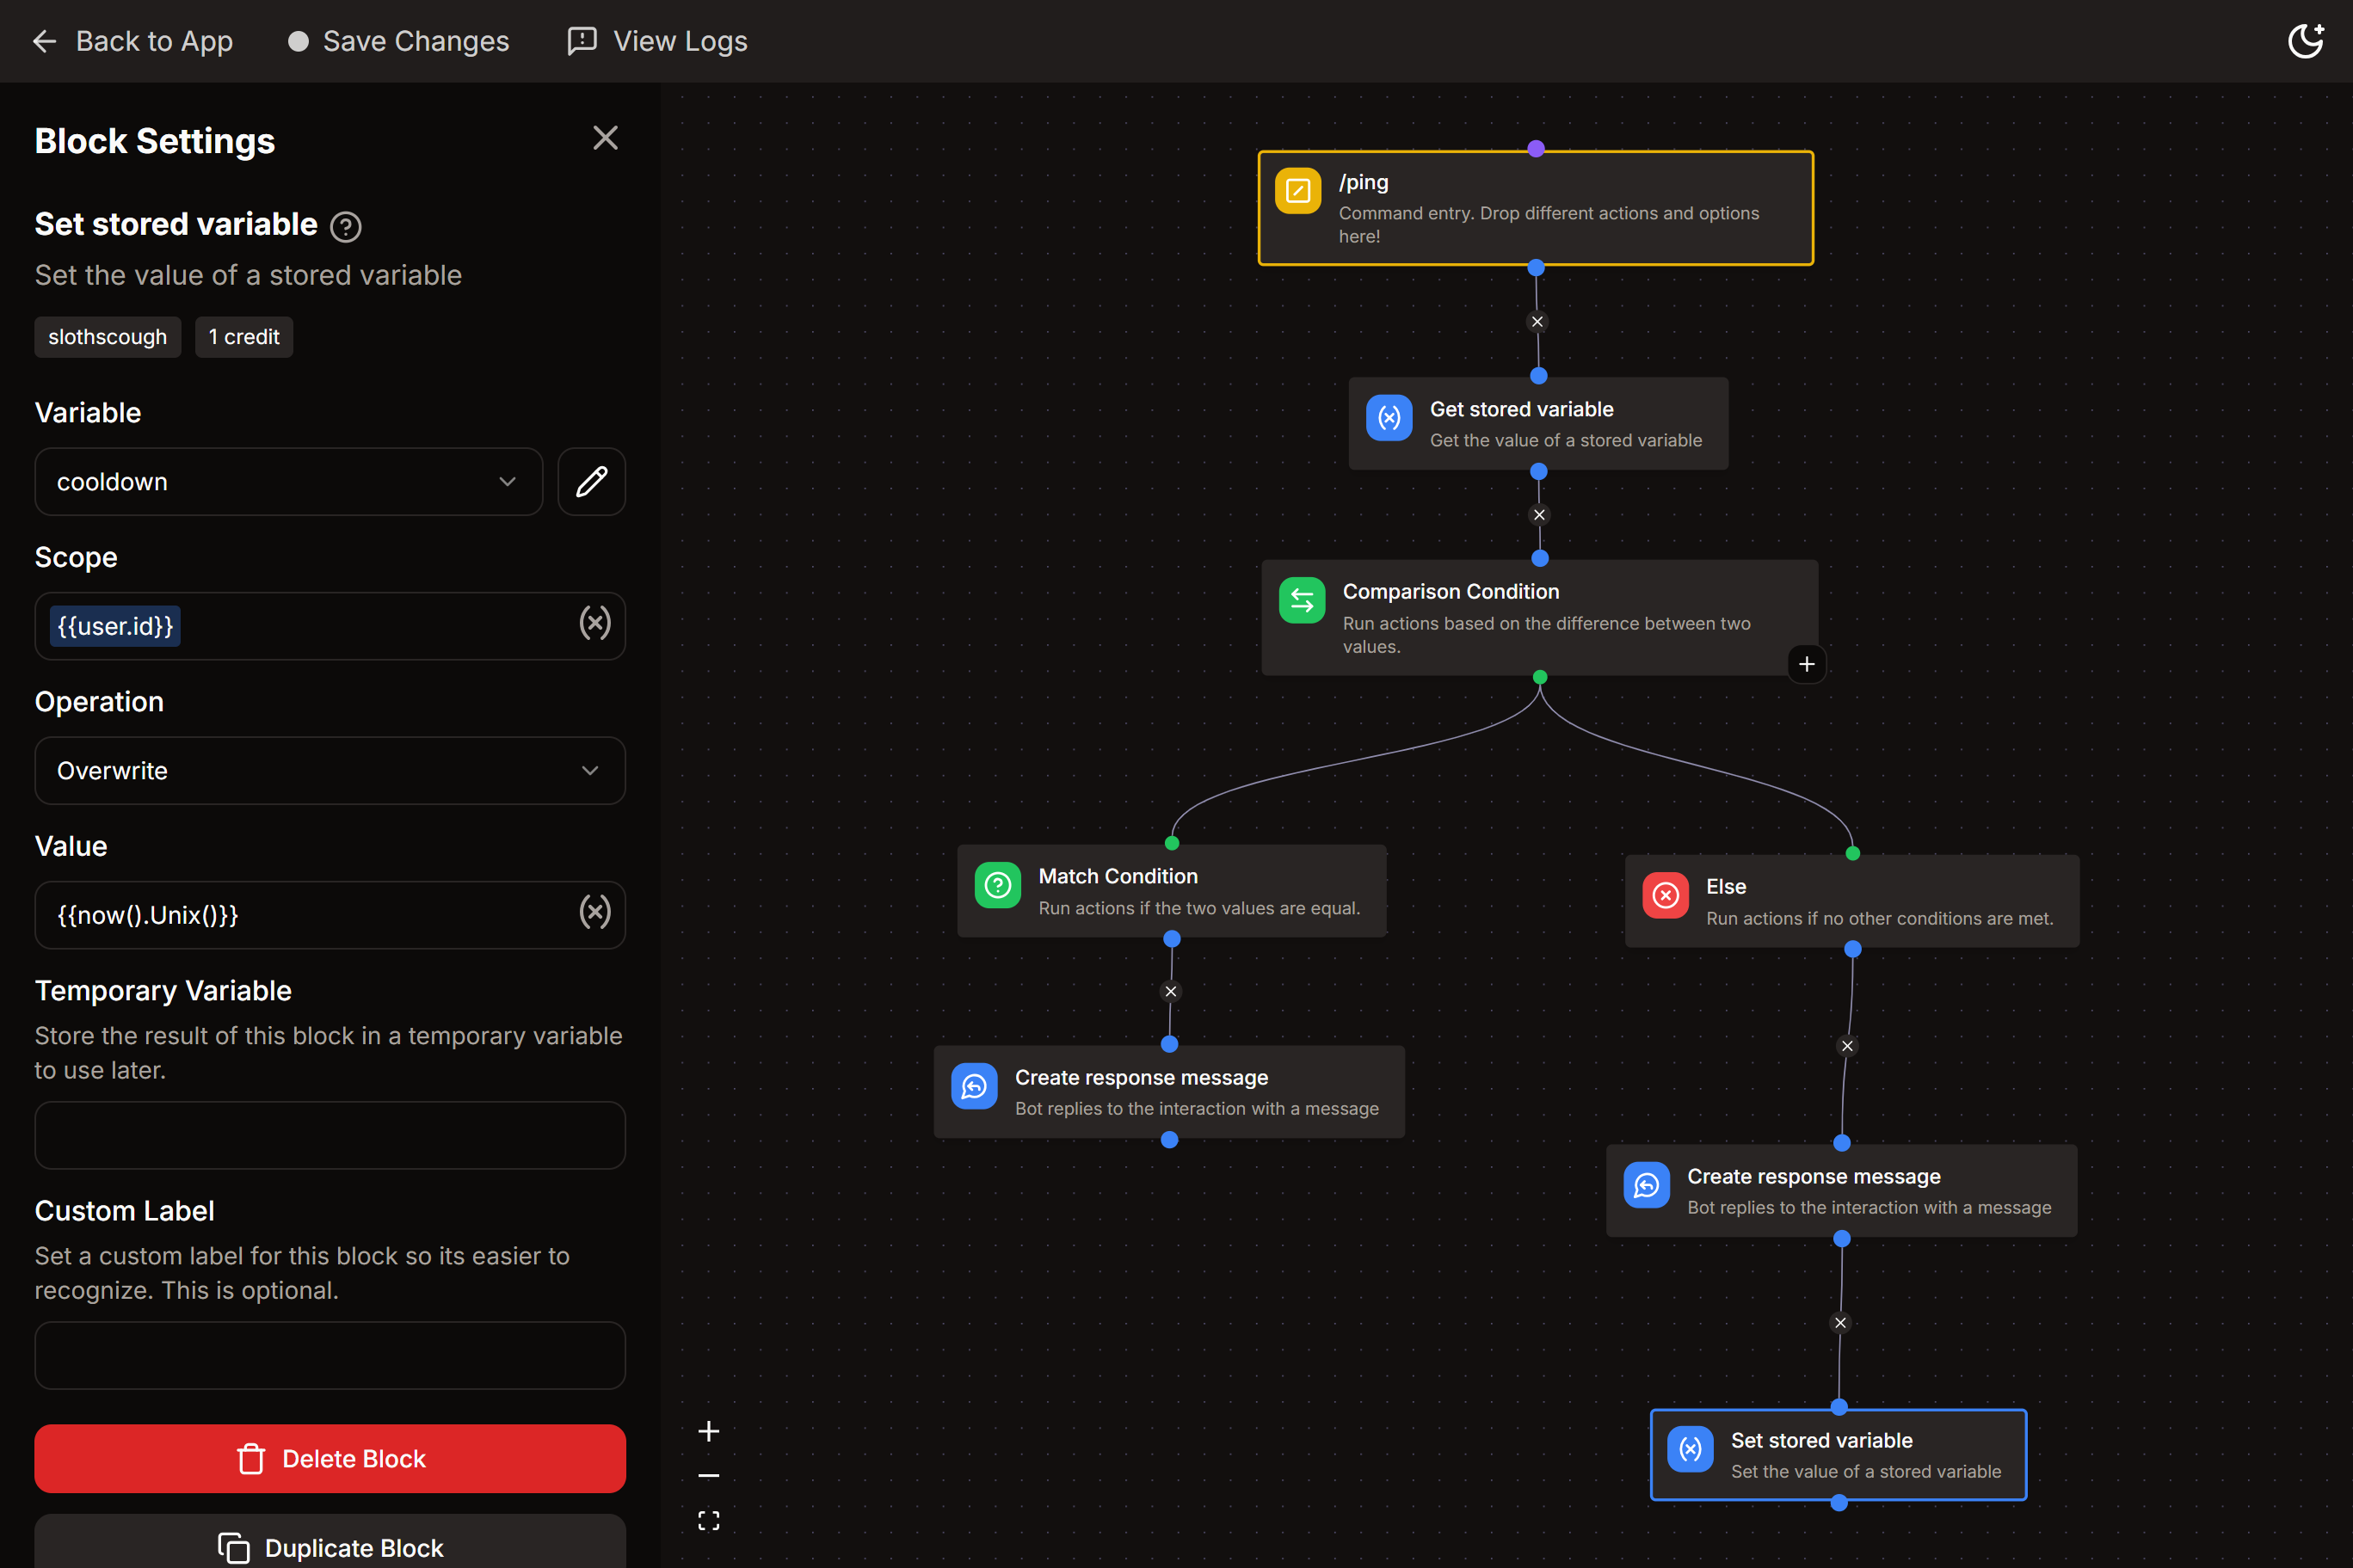 Back to App
Save Changes
View Logs
Block Settings
Set stored variable
Set the value of a stored variable
slothscough
1 credit
Variable
cooldown
Scope
{{user.id}}
Operation
Overwrite
Value
{{now().Unix()}}
Temporary Variable
Store the result of this block in a temporary variable
to use later.
Custom Label
Set a custom label for this block so its easier to
recognize. This is optional.
Delete Block
Duplicate Block
/ping
Command entry. Drop different actions and options
here!
Get stored variable
Get the value of a stored variable
Comparison Condition
Run actions based on the difference between two
values.
Match Condition
Run actions if the two values are equal.
Else
Run actions if no other conditions are met.
Create response message
Bot replies to the interaction with a message
Create response message
Bot replies to the interaction with a message
Set stored variable
Set the value of a stored variable